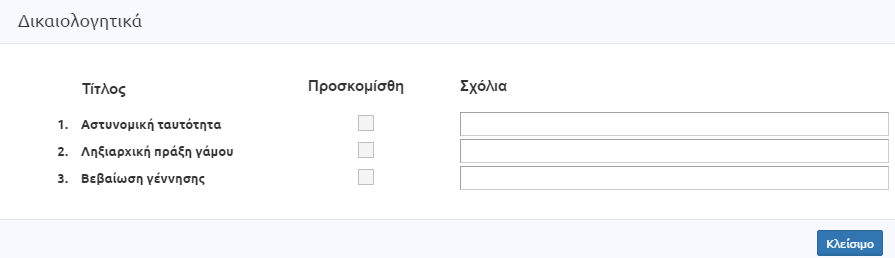 Δικαιολογητικά
Τίτλος Προσκομίσθη Σχόλια
1. Αστυνομική ταυτότητα
2. Ληξιαρχική πράξη γάμου
3. Βεβαίωση γέννησης
Κλείσιμο